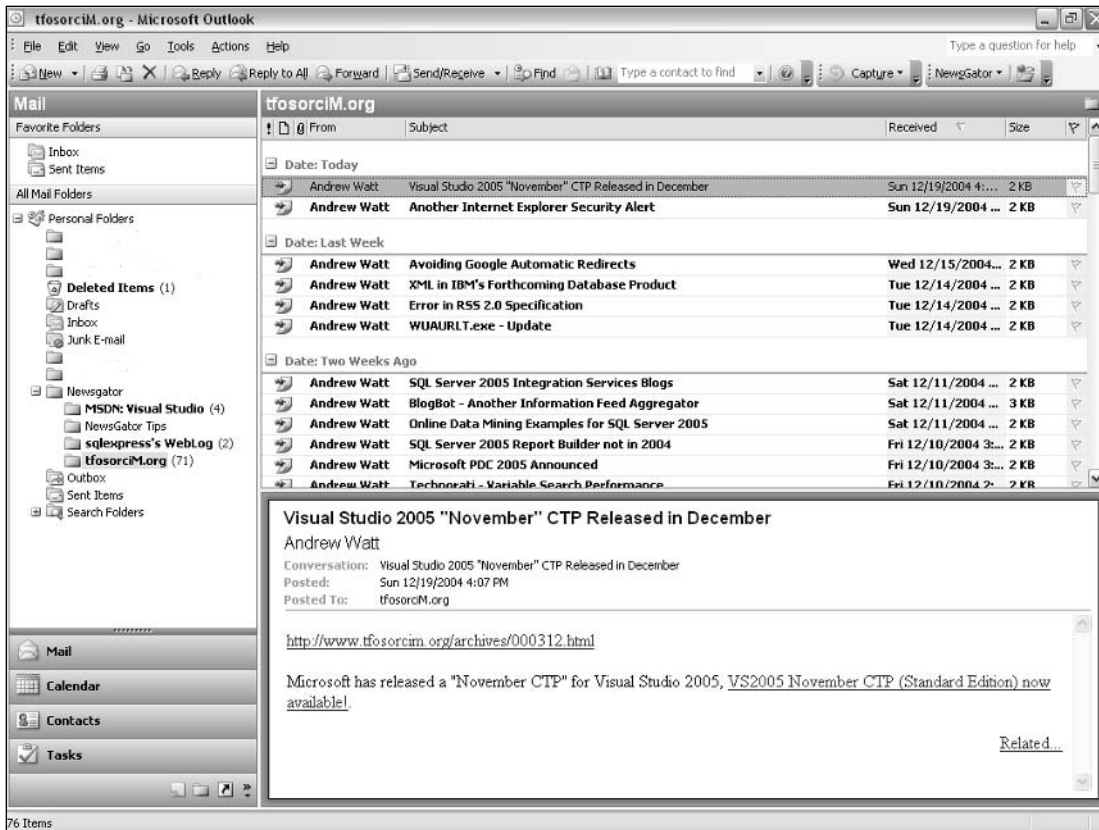 tfosorciM.org - Microsoft Outlook
File Edit View Go Tools Actions Help Type a question for help
New Reply Reply to All Forward Send/Receive Find Type a contact to find Capture NewsGator
Mail
Favorite Folders
Inbox
Sent Items
All Mail Folders
Personal Folders
Deleted Items (1)
Drafts
Inbox
Junk E-mail
Newsgator
MSDN: Visual Studio (4)
NewsGator Tips
sqlexpress's WebLog (2)
tfosorciM.org (71)
Outbox
Sent Items
Search Folders
Mail
Calendar
Contacts
Tasks
tfosorciM.org
From Subject Received Size
Date: Today
Andrew Watt Visual Studio 2005 "November" CTP Released in December Sun 12/19/2004 4:... 2 KB
Andrew Watt Another Internet Explorer Security Alert Sun 12/19/2004 ... 2 KB
Date: Last Week
Andrew Watt Avoiding Google Automatic Redirects Wed 12/15/2004... 2 KB
Andrew Watt XML in IBM's Forthcoming Database Product Tue 12/14/2004 ... 2 KB
Andrew Watt Error in RSS 2.0 Specification Tue 12/14/2004 ... 2 KB
Andrew Watt WUAURLT.exe - Update Tue 12/14/2004 ... 2 KB
Date: Two Weeks Ago
Andrew Watt SQL Server 2005 Integration Services Blogs Sat 12/11/2004 ... 2 KB
Andrew Watt BlogBot - Another Information Feed Aggregator Sat 12/11/2004 ... 3 KB
Andrew Watt Online Data Mining Examples for SQL Server 2005 Sat 12/11/2004 ... 2 KB
Andrew Watt SQL Server 2005 Report Builder not in 2004 Fri 12/10/2004 3:... 2 KB
Andrew Watt Microsoft PDC 2005 Announced Fri 12/10/2004 3:... 2 KB
Andrew Watt Technorati - Variable Search Performance Fri 12/10/2004 2: 2 KB
Visual Studio 2005 "November" CTP Released in December
Andrew Watt
Conversation: Visual Studio 2005 "November" CTP Released in December
Posted: Sun 12/19/2004 4:07 PM
Posted To: tfosorciM.org
http://www.tfosorcim.org/archives/000312.html
Microsoft has released a "November CTP" for Visual Studio 2005, VS2005 November CTP (Standard Edition) now
available!.
Related...
76 Items